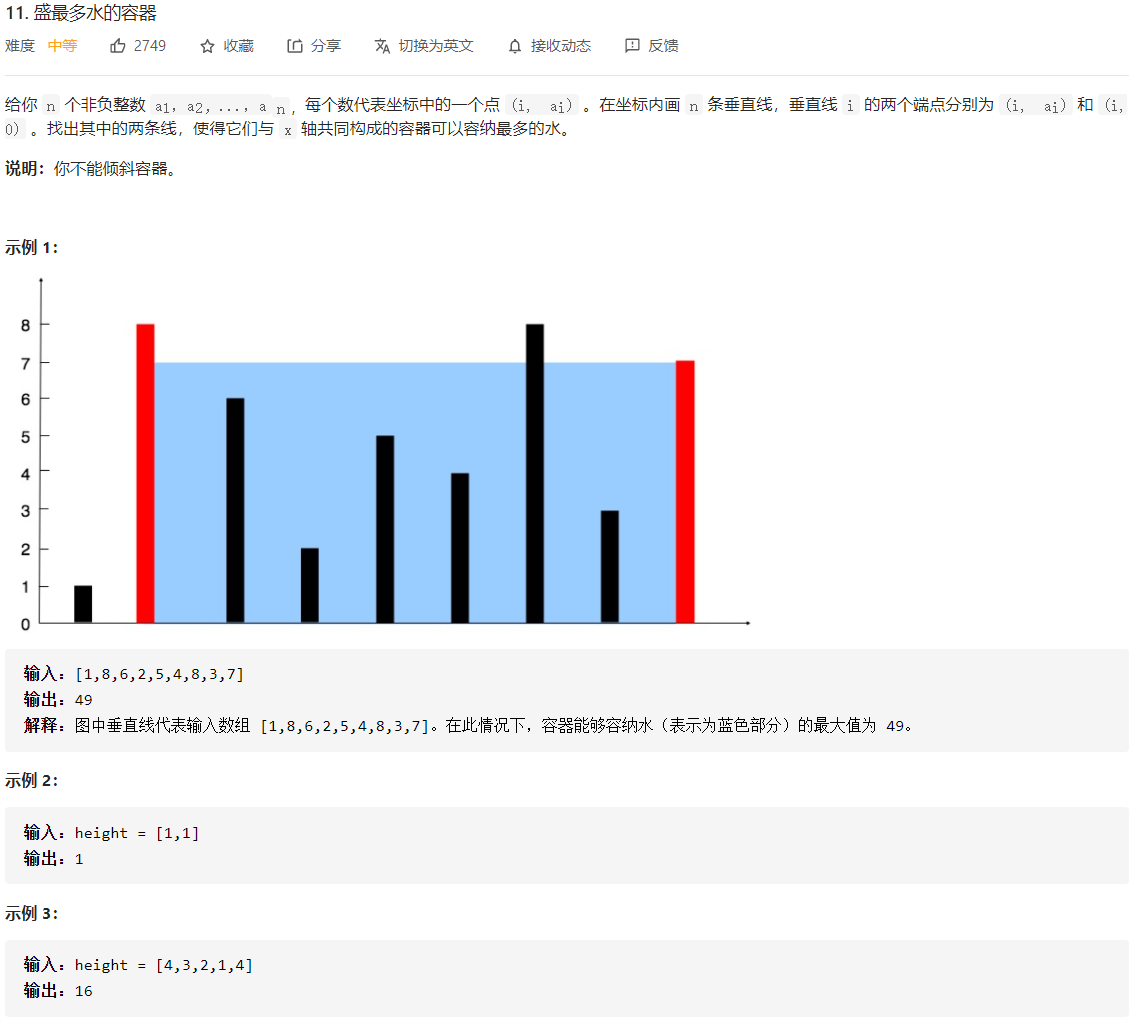 11. 盛最多水的容器
难度 中等 2749 收藏 分享 切换为英文 接收动态 反馈
给你 n 个非负整数 a1, a2, ..., a n, 每个数代表坐标中的一个点 (i, ai) 。在坐标内画 n 条垂直线，垂直线 i 的两个端点分别为 (i, ai) 和 (i,
0) 。找出其中的两条线，使得它们与 x 轴共同构成的容器可以容纳最多的水。
说明：你不能倾斜容器。
示例 1：
8
7
6
5
4
3
2
1
0
输入：[1,8,6,2,5,4,8,3,7]
输出：49
解释：图中垂直线代表输入数组 [1,8,6,2,5,4,8,3,7]。在此情况下，容器能够容纳水（表示为蓝色部分）的最大值为 49。
示例 2：
输入：height = [1,1]
输出：1
示例 3：
输入：height = [4,3,2,1,4]
输出：16